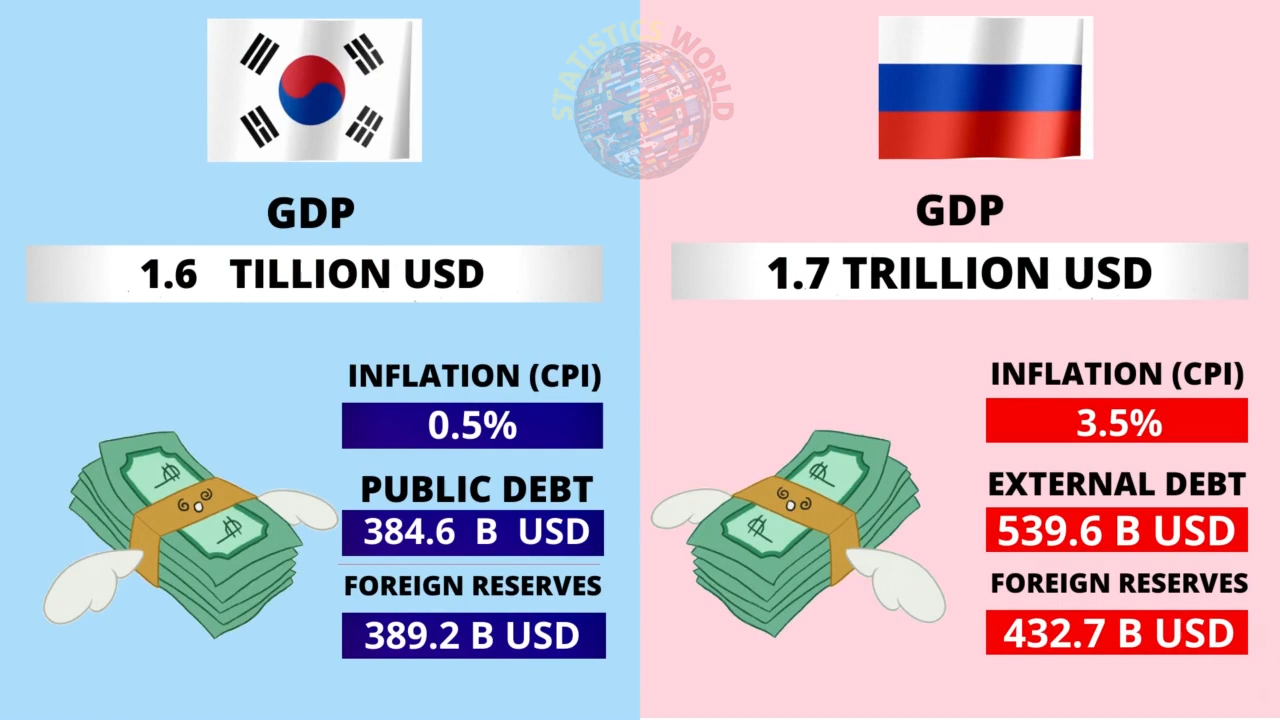 STATISTICS WORLD
GDP
1.6 TILLION USD
INFLATION (CPI)
0.5%
PUBLIC DEBT
384.6 B USD
FOREIGN RESERVES
389.2 B USD
GDP
1.7 TRILLION USD
INFLATION (CPI)
3.5%
EXTERNAL DEBT
539.6 B USD
FOREIGN RESERVES
432.7 B USD